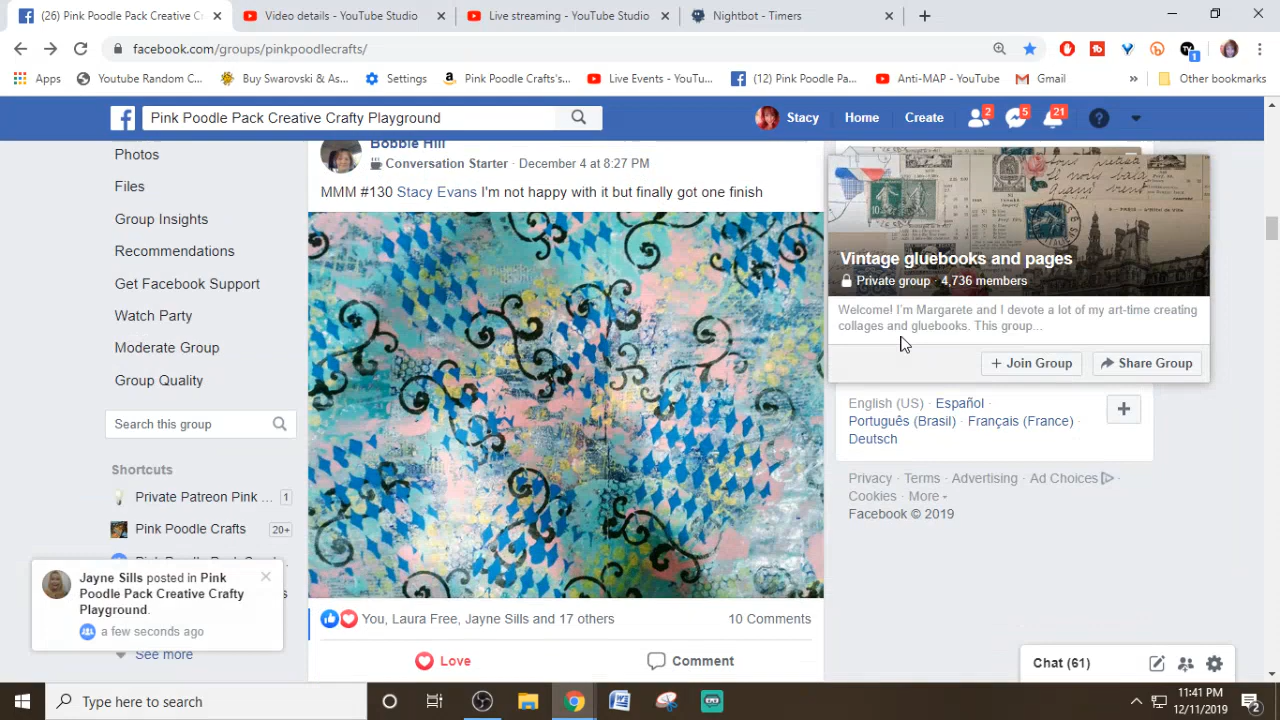 (26) Pink Poodle Pack Creative C
Video details - YouTube Studio
Live streaming - YouTube Studio
Nightbot - Timers
facebook.com/groups/pinkpoodlecrafts/
1
Apps
Youtube Random C...
Buy Swarovski & As...
Settings
Pink Poodle Craft's...
Live Events - YouTu...
(12) Pink Poodle Pa...
Anti-MAP - YouTube
Gmail
»
Other bookmarks
Pink Poodle Pack Creative Crafty Playground
Stacy
Home
Create
2
5
21
Photos
Files
Group Insights
Recommendations
Get Facebook Support
Watch Party
Moderate Group
Group Quality
Search this group
Shortcuts
Private Patreon Pink ... 1
Pink Poodle Crafts 20+
See more
Jayne Sills posted in Pink
Poodle Pack Creative Crafty
Playground.
a few seconds ago
Bobbie Hill
Conversation Starter · December 4 at 8:27 PM
MMM #130 Stacy Evans I'm not happy with it but finally got one finish
You, Laura Free, Jayne Sills and 17 others
10 Comments
Love
Comment
Vintage gluebooks and pages
Private group · 4,736 members
Welcome! I'm Margarete and I devote a lot of my art-time creating
collages and gluebooks. This group...
+ Join Group
Share Group
English (US) · Español ·
Português (Brasil) · Français (France) ·
Deutsch
Privacy · Terms · Advertising · Ad Choices ·
Cookies · More
Facebook © 2019
Chat (61)
Type here to search
11:41 PM
12/11/2019
2